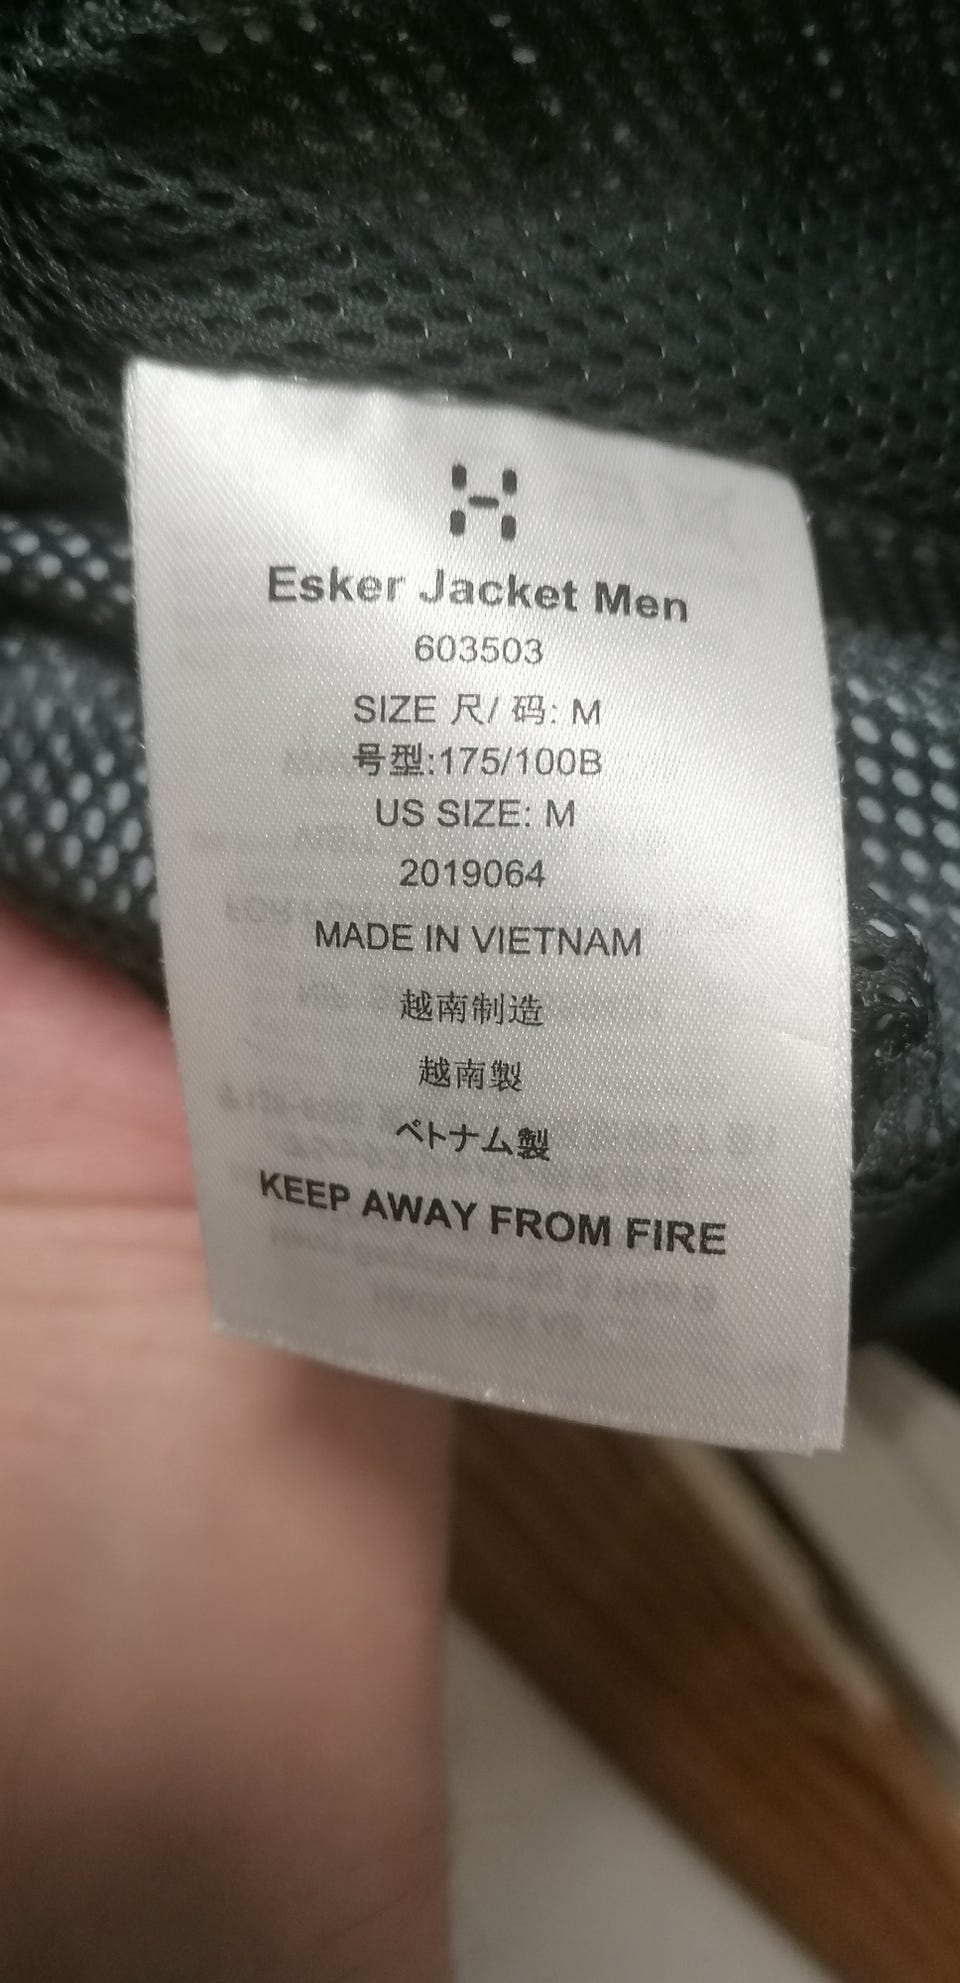 Esker Jacket Men
603503
SIZE 尺/ 码: M
号型:175/100B
US SIZE: M
2019064
MADE IN VIETNAM
越南制造
越南製
ベトナム製
KEEP AWAY FROM FIRE